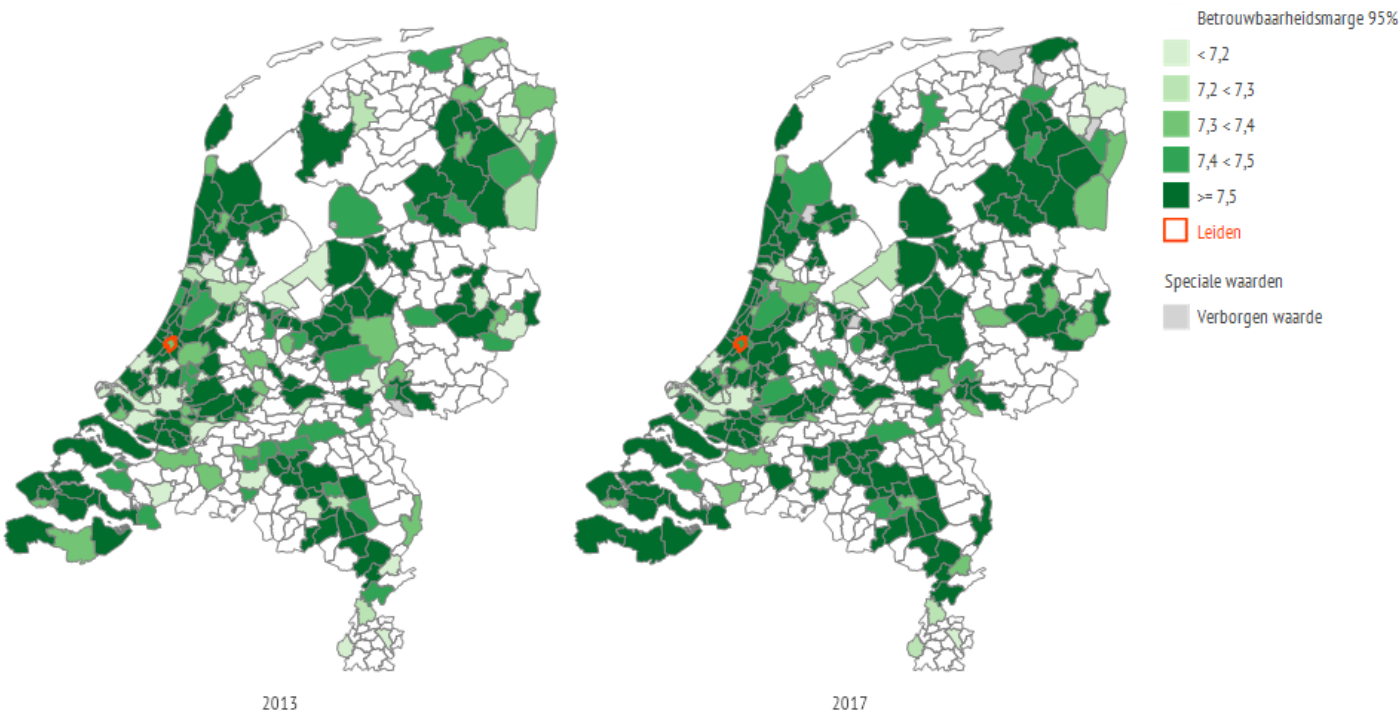 Betrouwbaarheidsmarge 95%
< 7,2
7,2 < 7,3
7,3 < 7,4
7,4 < 7,5
>= 7,5
Leiden
Speciale waarden
Verborgen waarde
2013
2017